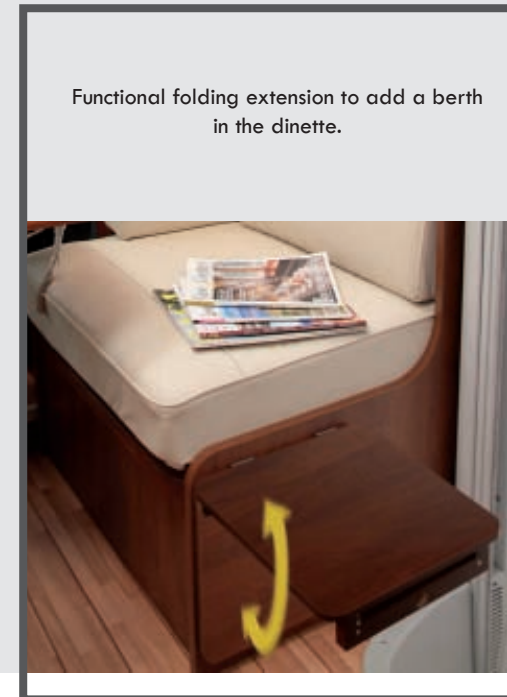 Functional folding extension to add a berth
in the dinette.